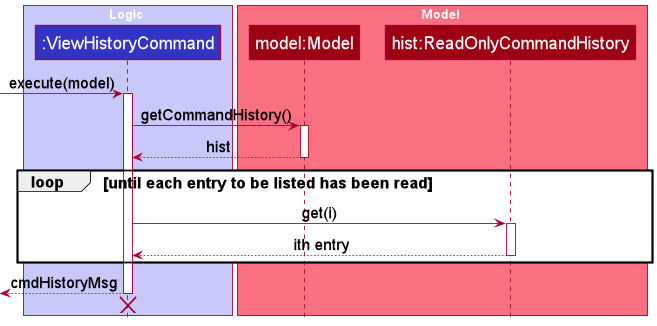 Logic
Model
:ViewHistoryCommand
model:Model
hist:ReadOnlyCommandHistory
execute(model)
getCommandHistory()
hist
loop
[until each entry to be listed has been read]
get(i)
ith entry
cmdHistoryMsg